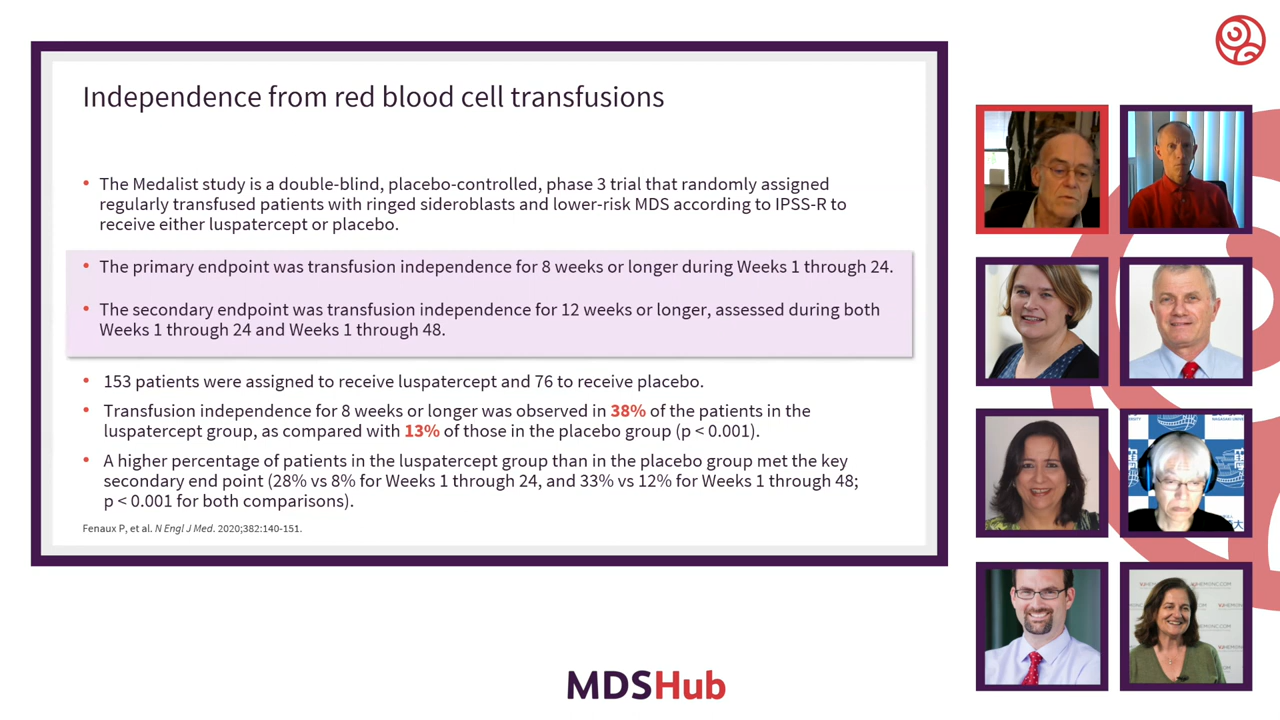 Independence from red blood cell transfusions
• The Medalist study is a double-blind, placebo-controlled, phase 3 trial that randomly assigned
regularly transfused patients with ringed sideroblasts and lower-risk MDS according to IPSS-R to
receive either luspatercept or placebo.
• The primary endpoint was transfusion independence for 8 weeks or longer during Weeks 1 through 24.
• The secondary endpoint was transfusion independence for 12 weeks or longer, assessed during both
Weeks 1 through 24 and Weeks 1 through 48.
• 153 patients were assigned to receive luspatercept and 76 to receive placebo.
• Transfusion independence for 8 weeks or longer was observed in 38% of the patients in the
luspatercept group, as compared with 13% of those in the placebo group (p < 0.001).
• A higher percentage of patients in the luspatercept group than in the placebo group met the key
secondary end point (28% vs 8% for Weeks 1 through 24, and 33% vs 12% for Weeks 1 through 48;
p < 0.001 for both comparisons).
Fenaux P, et al. N Engl J Med. 2020;382:140-151.
MDSHub